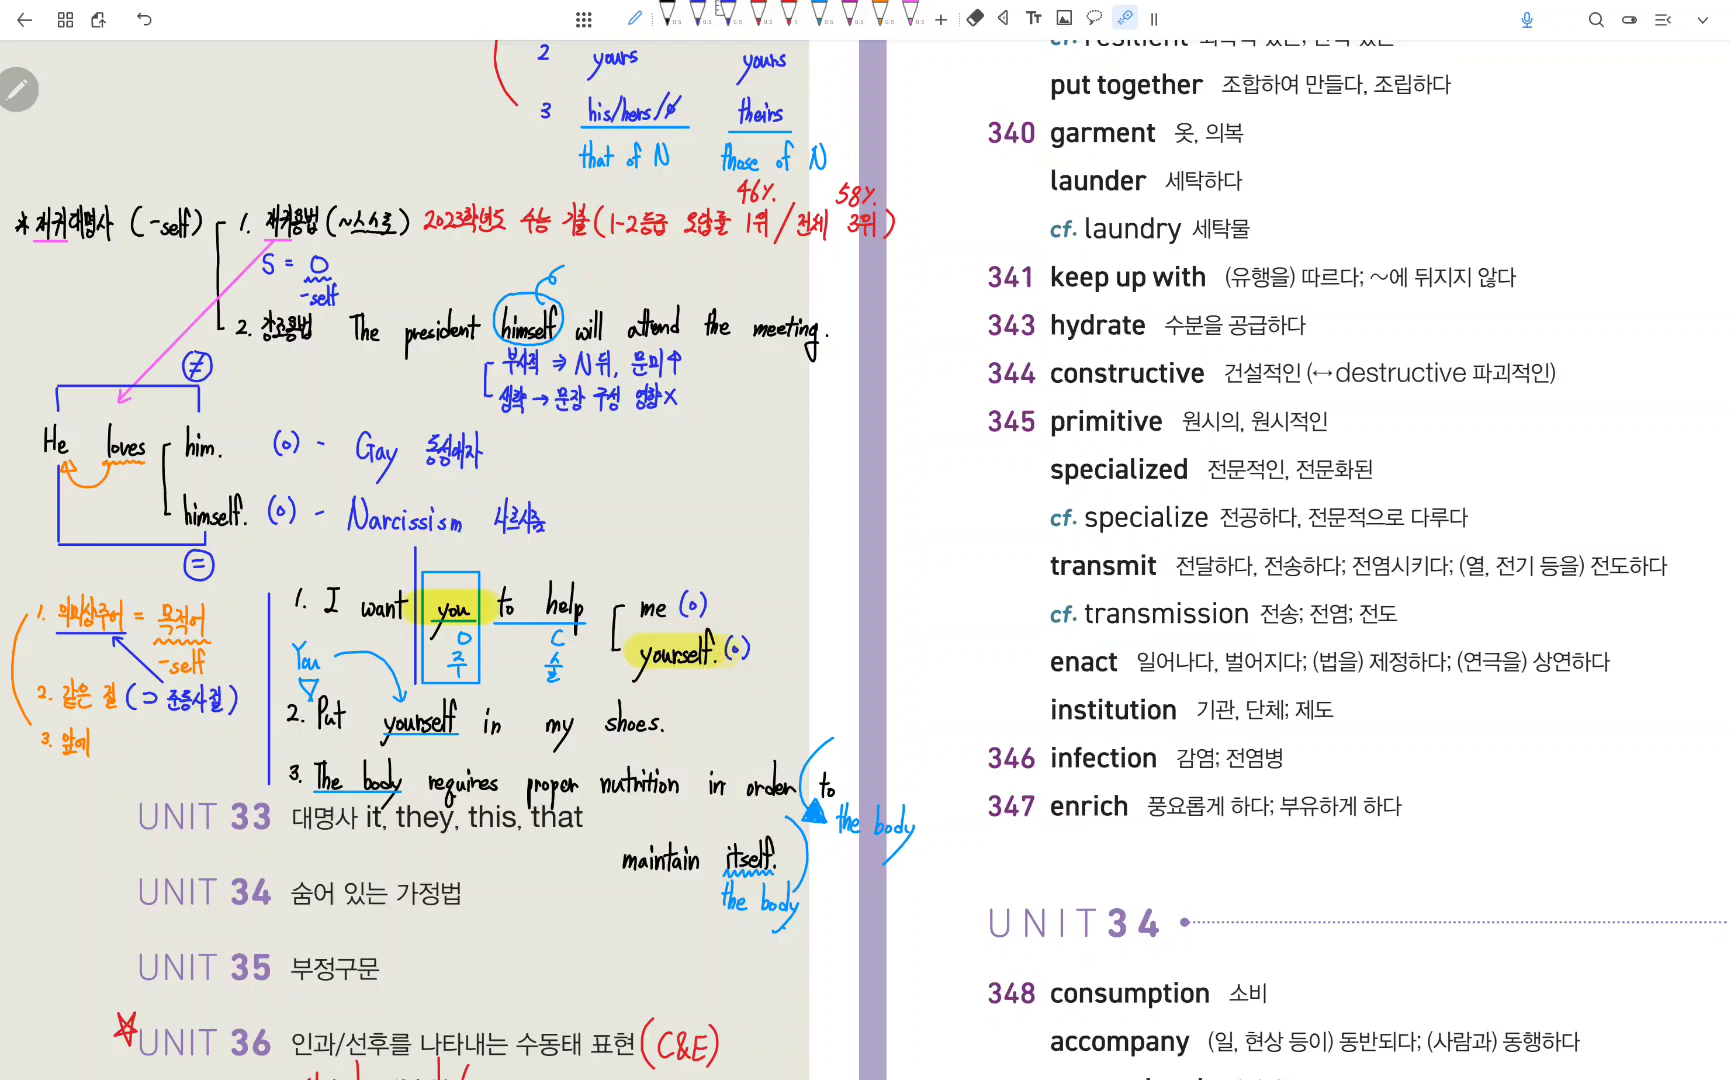 2 yours yours
3 his/hers/∅ theirs
that of N those of N
46%. 58%.
* 재귀대명사 (-self) 1. 재귀용법 (~스스로) 2023학년도 수능 기출 (1-2등급 오답률 1위 / 전체 3위)
S = O
-self
2. 강조용법 The president himself will attend the meeting.
부사적 ⇒ N뒤, 문미
생략 → 문장 구성 영향 X
≠
He loves him. (o) - Gay 동성애자
himself. (o) - Narcissism 나르시즘
=
1. 의미상주어 = 목적어
-self
2. 같은 절 (⊃ 준동사절)
3. 앞에
1. I want you to help me (o)
O C
주 술
yourself. (o)
You
2. Put yourself in my shoes.
3. The body requires proper nutrition in order to
the body
maintain itself.
the body
UNIT 33 대명사 it, they, this, that
UNIT 34 숨어 있는 가정법
UNIT 35 부정구문
UNIT 36 인과/선후를 나타내는 수동태 표현 (C&E)
cf. resilient
put together 조합하여 만들다, 조립하다
340 garment 옷, 의복
launder 세탁하다
cf. laundry 세탁물
341 keep up with (유행을) 따르다; ~에 뒤지지 않다
343 hydrate 수분을 공급하다
344 constructive 건설적인 (↔ destructive 파괴적인)
345 primitive 원시의, 원시적인
specialized 전문적인, 전문화된
cf. specialize 전공하다, 전문적으로 다루다
transmit 전달하다, 전송하다; 전염시키다; (열, 전기 등을) 전도하다
cf. transmission 전송; 전염; 전도
enact 일어나다, 벌어지다; (법을) 제정하다; (연극을) 상연하다
institution 기관, 단체; 제도
346 infection 감염; 전염병
347 enrich 풍요롭게 하다; 부유하게 하다
UNIT 34
348 consumption 소비
accompany (일, 현상 등이) 동반되다; (사람과) 동행하다